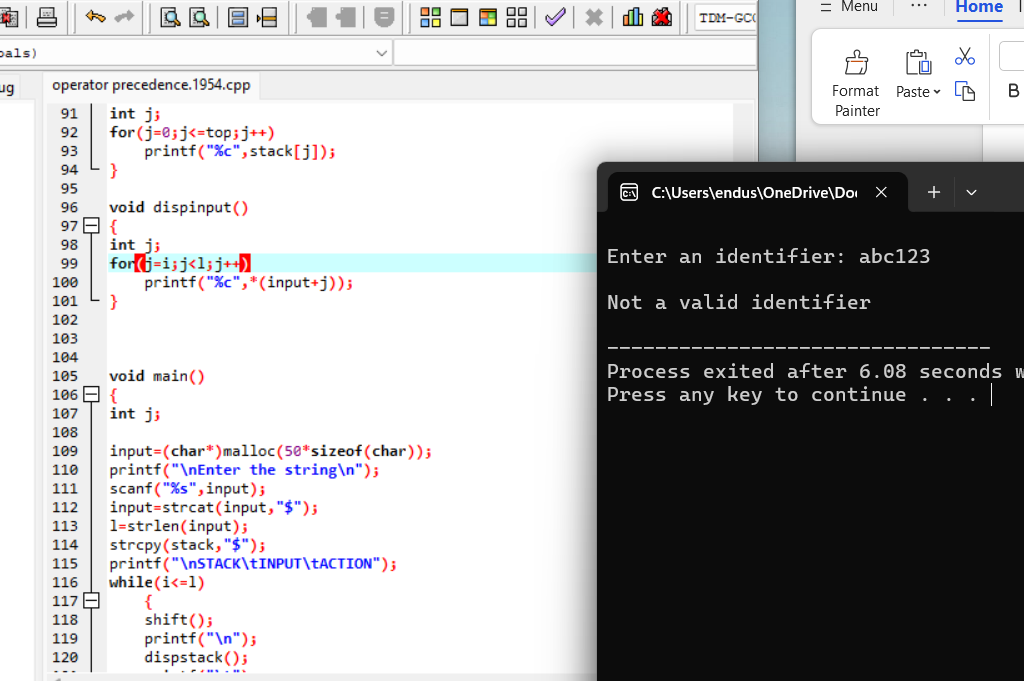 TDM-GCC
Menu
...
Home
oals)
ug
operator precedence.1954.cpp
Format Painter
Paste
B
91 int j;
92 for(j=0;j<=top;j++)
93 printf("%c",stack[j]);
94 }
95
96 void dispinput()
97 {
98 int j;
99 for(j=i;j<l;j++)
100 printf("%c",*(input+j));
101 }
102
103
104
105 void main()
106 {
107 int j;
108
109 input=(char*)malloc(50*sizeof(char));
110 printf("\nEnter the string\n");
111 scanf("%s",input);
112 input=strcat(input,"$");
113 l=strlen(input);
114 strcpy(stack,"$");
115 printf("\nSTACK\tINPUT\tACTION");
116 while(i<=l)
117 {
118 shift();
119 printf("\n");
120 dispstack();
C:\Users\endus\OneDrive\Do
Enter an identifier: abc123
Not a valid identifier
--------------------------------
Process exited after 6.08 seconds w
Press any key to continue . . .